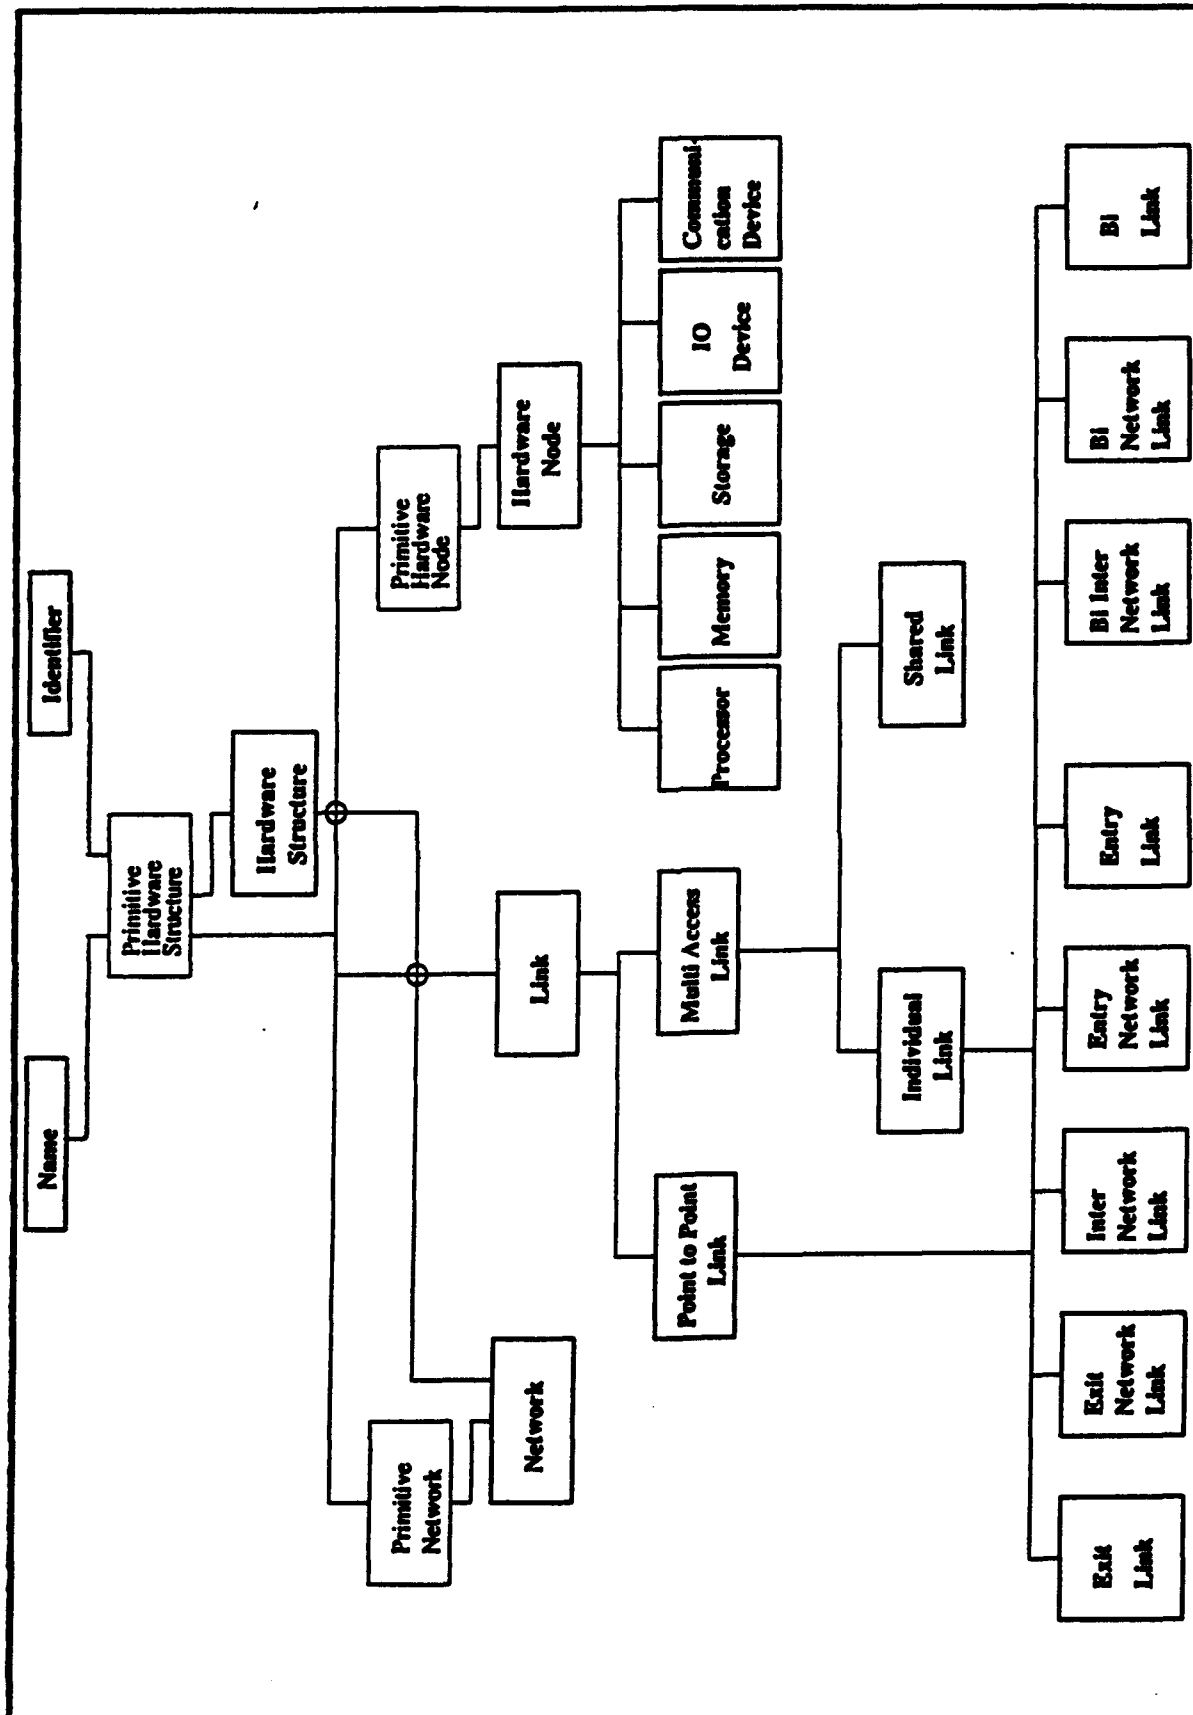 Name
Identifier
Primitive
Hardware
Structure
Hardware
Structure
Primitive
Network
Primitive
Hardware
Node
Network
Link
Hardware
Node
Point to Point
Link
Multi Access
Link
Processor
Memory
Storage
IO
Device
Communi-
cation
Device
Individual
Link
Shared
Link
Exit
Link
Exit
Network
Link
Inter
Network
Link
Entry
Network
Link
Entry
Link
Bi Inter
Network
Link
Bi
Network
Link
Bi
Link